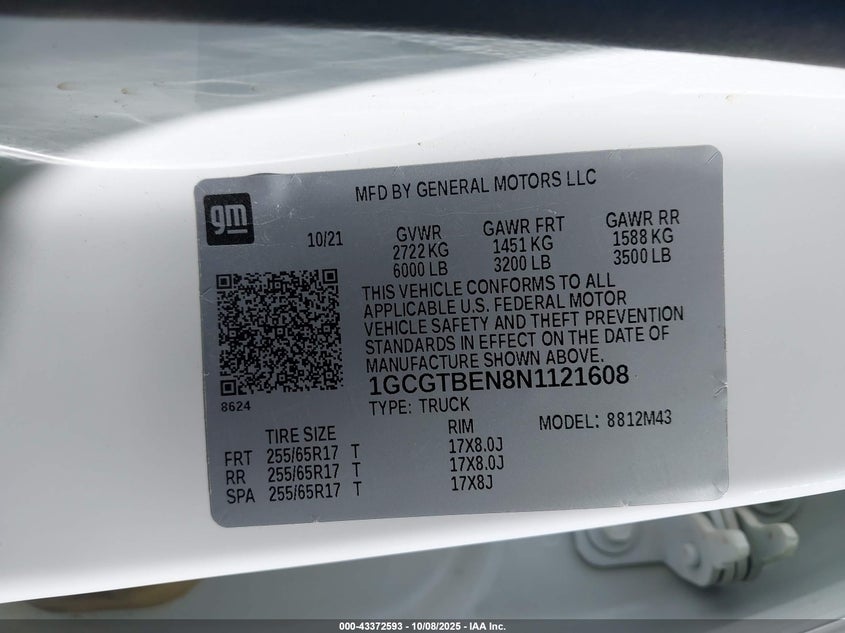 MFD BY GENERAL MOTORS LLC
gm
10/21
GVWR GAWR FRT GAWR RR
2722 KG 1451 KG 1588 KG
6000 LB 3200 LB 3500 LB
THIS VEHICLE CONFORMS TO ALL
APPLICABLE U.S. FEDERAL MOTOR
VEHICLE SAFETY AND THEFT PREVENTION
STANDARDS IN EFFECT ON THE DATE OF
MANUFACTURE SHOWN ABOVE.
1GCGTBEN8N1121608
8624
TYPE: TRUCK
MODEL: 8812M43
TIRE SIZE RIM
FRT 255/65R17 T 17X8.0J
RR 255/65R17 T 17X8.0J
SPA 255/65R17 T 17X8J
000-43372593 - 10/08/2025 - IAA Inc.